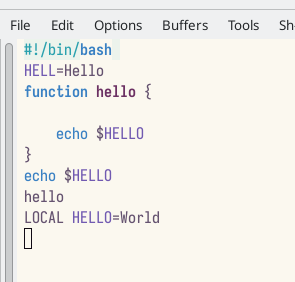 File Edit Options Buffers Tools Sh
#!/bin/bash
HELL=Hello
function hello {
    echo $HELLO
}
echo $HELLO
hello
LOCAL HELLO=World